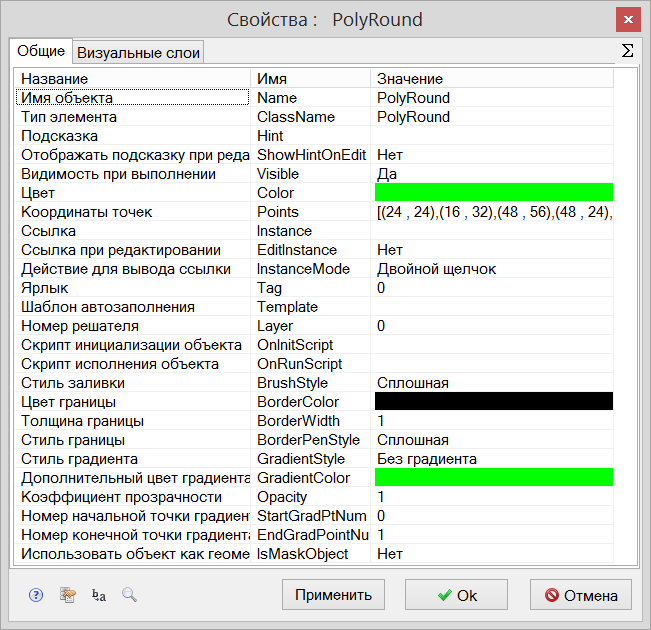 Свойства :   PolyRound
Общие Визуальные слои Σ
Название Имя Значение
Имя объекта Name PolyRound
Тип элемента ClassName PolyRound
Подсказка Hint
Отображать подсказку при реда ShowHintOnEdit Нет
Видимость при выполнении Visible Да
Цвет Color
Координаты точек Points [(24 , 24),(16 , 32),(48 , 56),(48 , 24),
Ссылка Instance
Ссылка при редактировании EditInstance Нет
Действие для вывода ссылки InstanceMode Двойной щелчок
Ярлык Tag 0
Шаблон автозаполнения Template
Номер решателя Layer 0
Скрипт инициализации объекта OnInitScript
Скрипт исполнения объекта OnRunScript
Стиль заливки BrushStyle Сплошная
Цвет границы BorderColor
Толщина границы BorderWidth 1
Стиль границы BorderPenStyle Сплошная
Стиль градиента GradientStyle Без градиента
Дополнительный цвет градиента GradientColor
Коэффициент прозрачности Opacity 1
Номер начальной точки градиен StartGradPtNum 0
Номер конечной точки градиента EndGradPointNu 1
Использовать объект как геоме IsMaskObject Нет
? b a Применить Ok Отмена